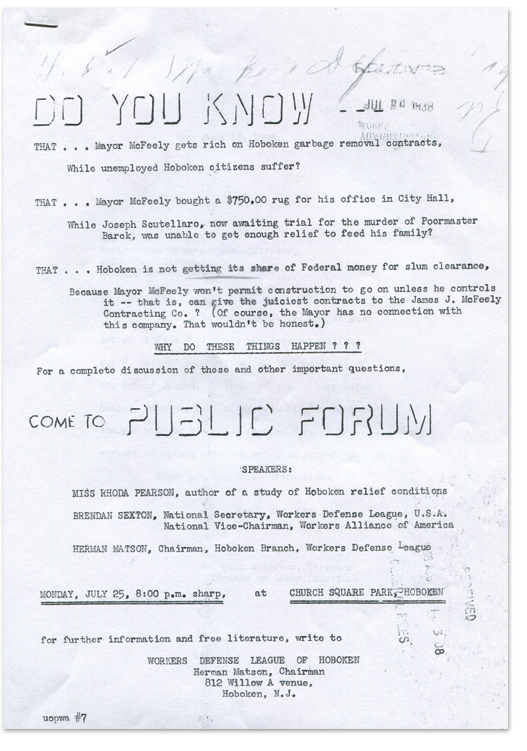 DO YOU KNOW - -
RECEIVED
1938
WORKS
THAT . . . Mayor McFeely gets rich on Hoboken garbage removal contracts,
While unemployed Hoboken citizens suffer?
THAT . . . Mayor McFeely bought a $750.00 rug for his office in City Hall,
While Joseph Scutellaro, now awaiting trial for the murder of Poormaster
Barck, was unable to get enough relief to feed his family?
THAT . . . Hoboken is not getting its share of Federal money for slum clearance,
Because Mayor McFeely won't permit construction to go on unless he controls
it -- that is, can give the juiciest contracts to the James J. McFeely
Contracting Co. ? (Of course, the Mayor has no connection with
this company. That wouldn't be honest.)
WHY DO THESE THINGS HAPPEN ? ? ?
For a complete discussion of these and other important questions,
COME TO PUBLIC FORUM
SPEAKERS:
MISS RHODA PEARSON, author of a study of Hoboken relief conditions
BRENDAN SEXTON, National Secretary, Workers Defense League, U.S.A.
National Vice-Chairman, Workers Alliance of America
HERMAN MATSON, Chairman, Hoboken Branch, Workers Defense League
MONDAY, JULY 25, 8:00 p.m. sharp, at CHURCH SQUARE PARK, HOBOKEN
RECEIVED
FILES
for further information and free literature, write to
WORKERS DEFENSE LEAGUE OF HOBOKEN
Herman Matson, Chairman
812 Willow A venue,
Hoboken, N.J.
uopwa #7